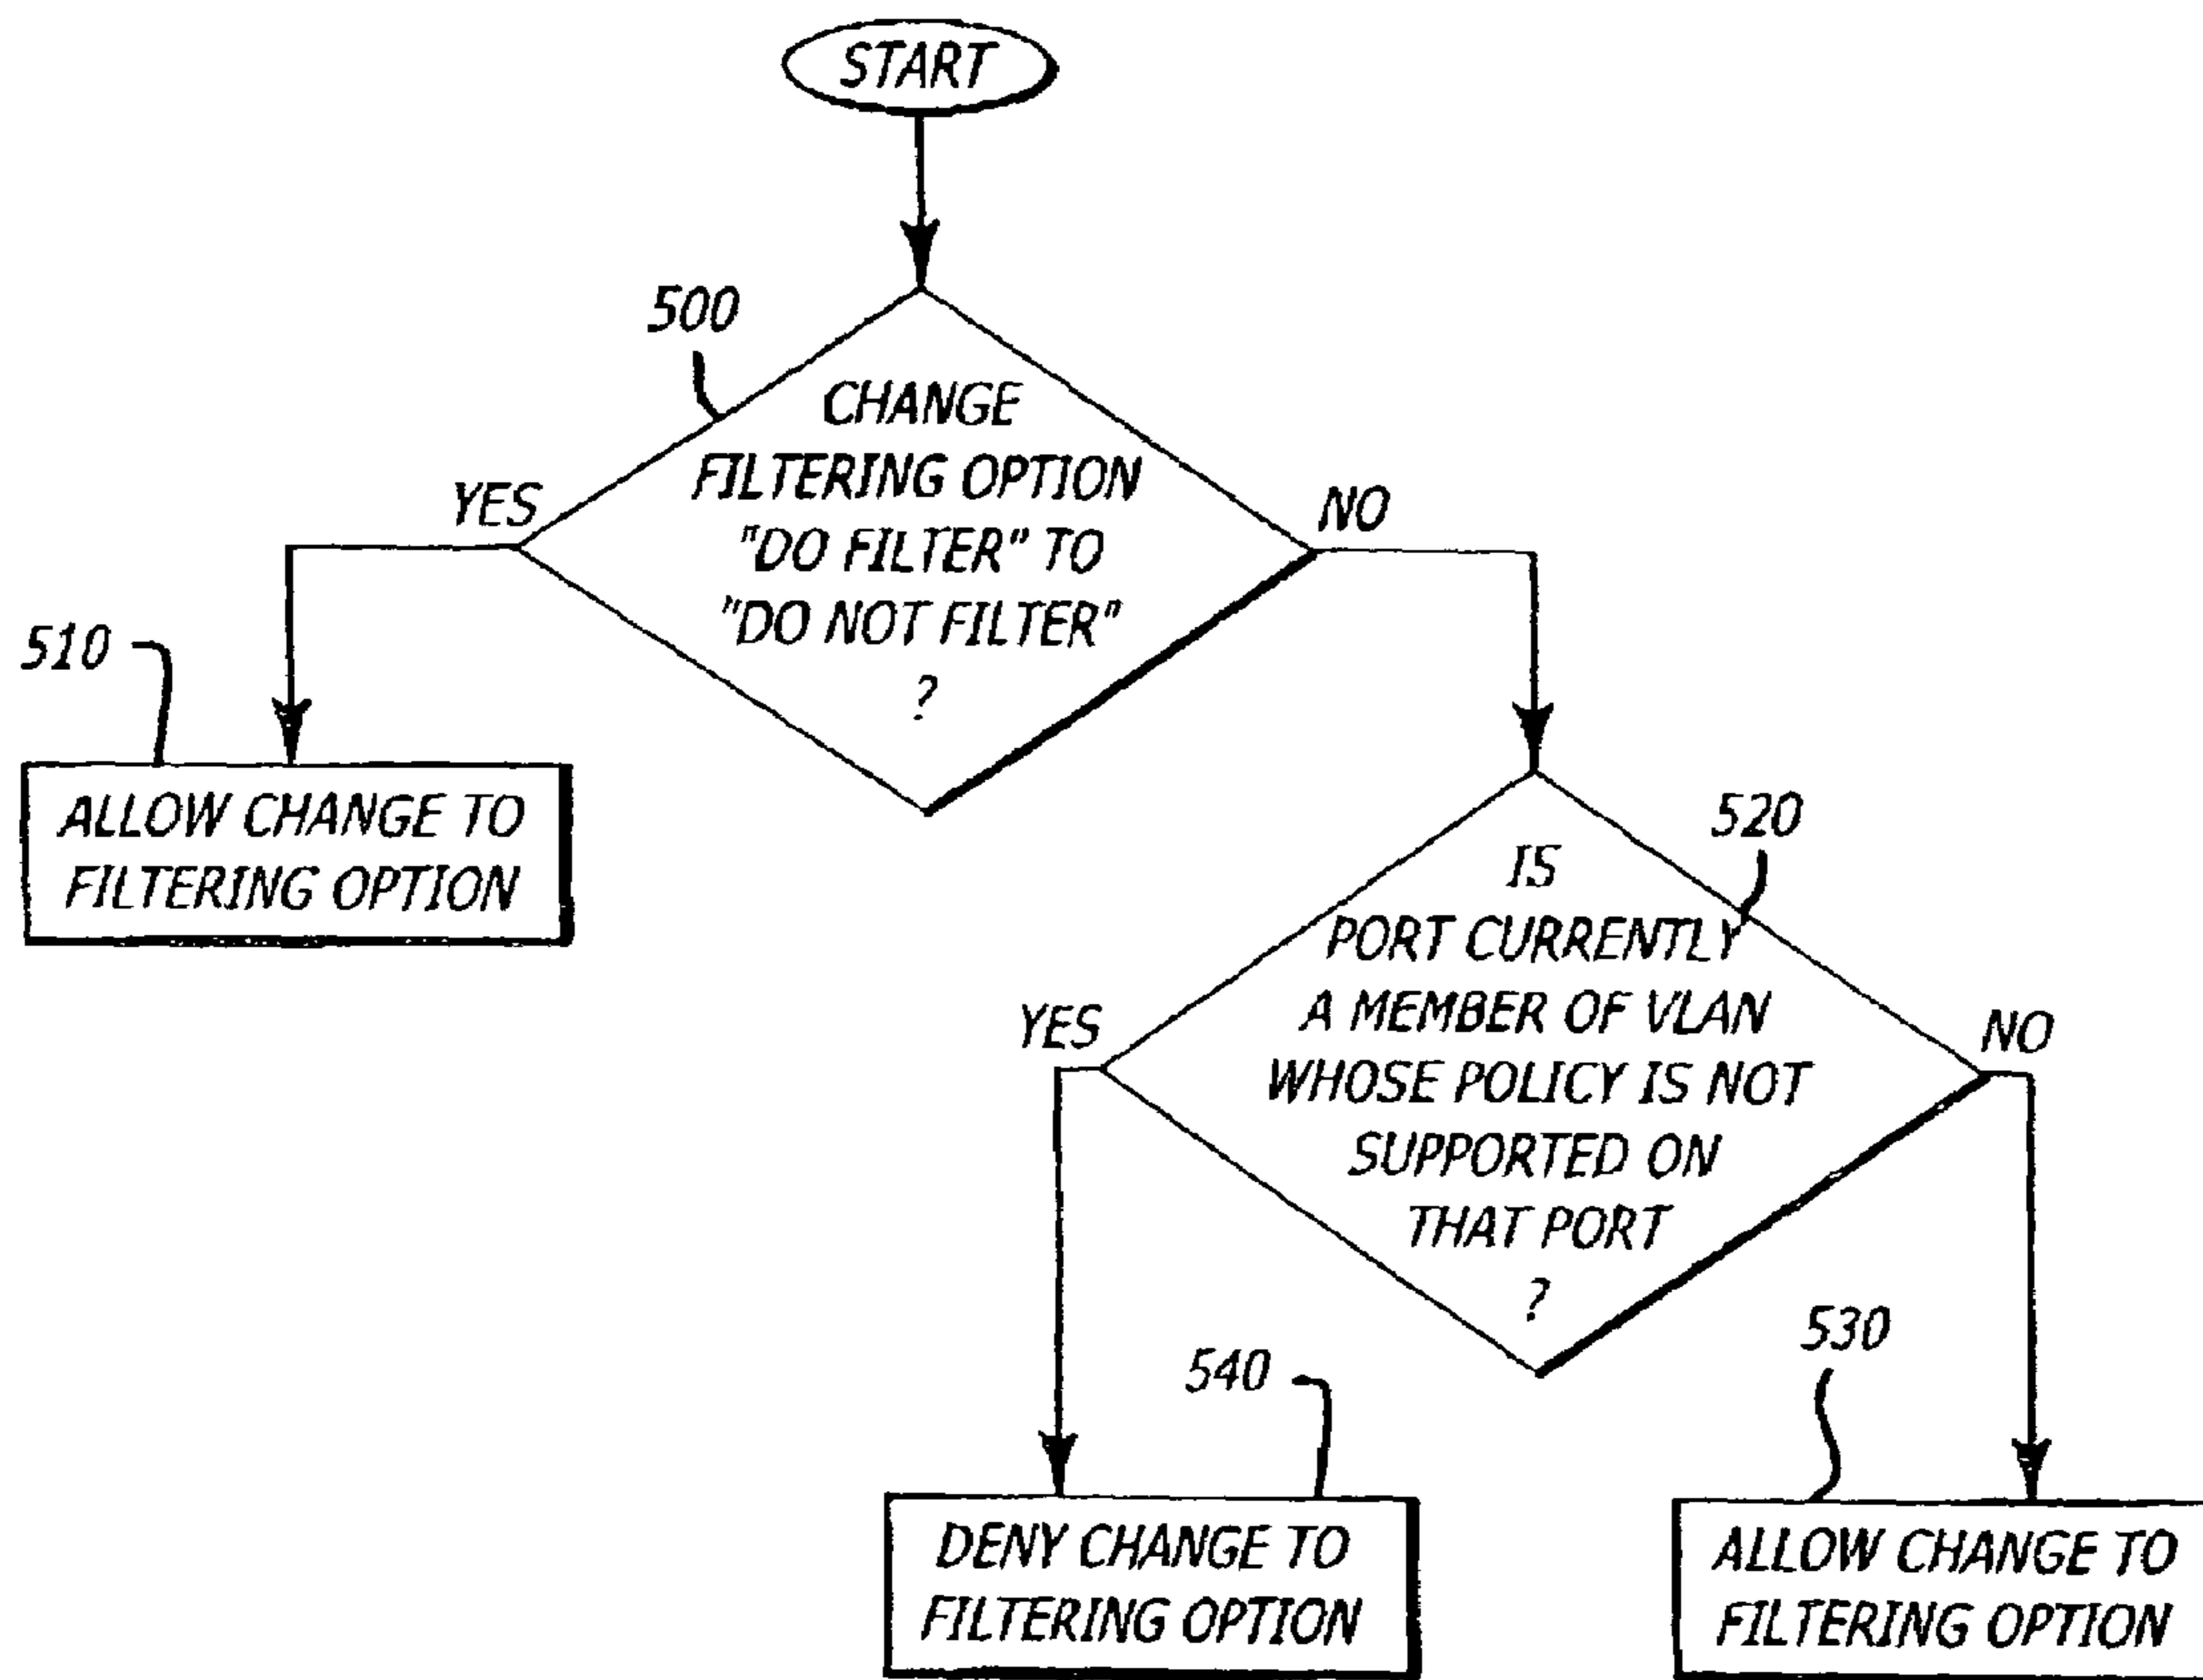 START
500
CHANGE
FILTERING OPTION
"DO FILTER" TO
"DO NOT FILTER"
?
YES
NO
510
ALLOW CHANGE TO
FILTERING OPTION
520
IS
PORT CURRENTLY
A MEMBER OF VLAN
WHOSE POLICY IS NOT
SUPPORTED ON
THAT PORT
?
YES
NO
540
DENY CHANGE TO
FILTERING OPTION
530
ALLOW CHANGE TO
FILTERING OPTION